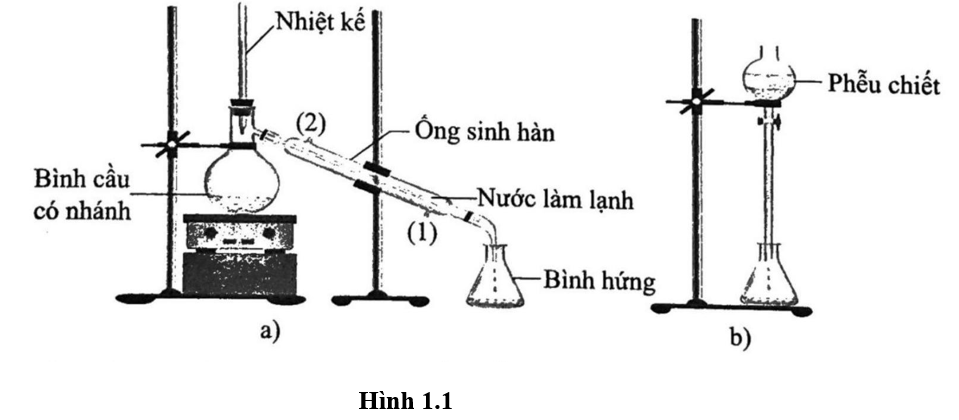 Nhiệt kế
(2)
Ống sinh hàn
Bình cầu
có nhánh
Nước làm lạnh
(1)
Bình hứng
a)
Phễu chiết
b)
Hình 1.1